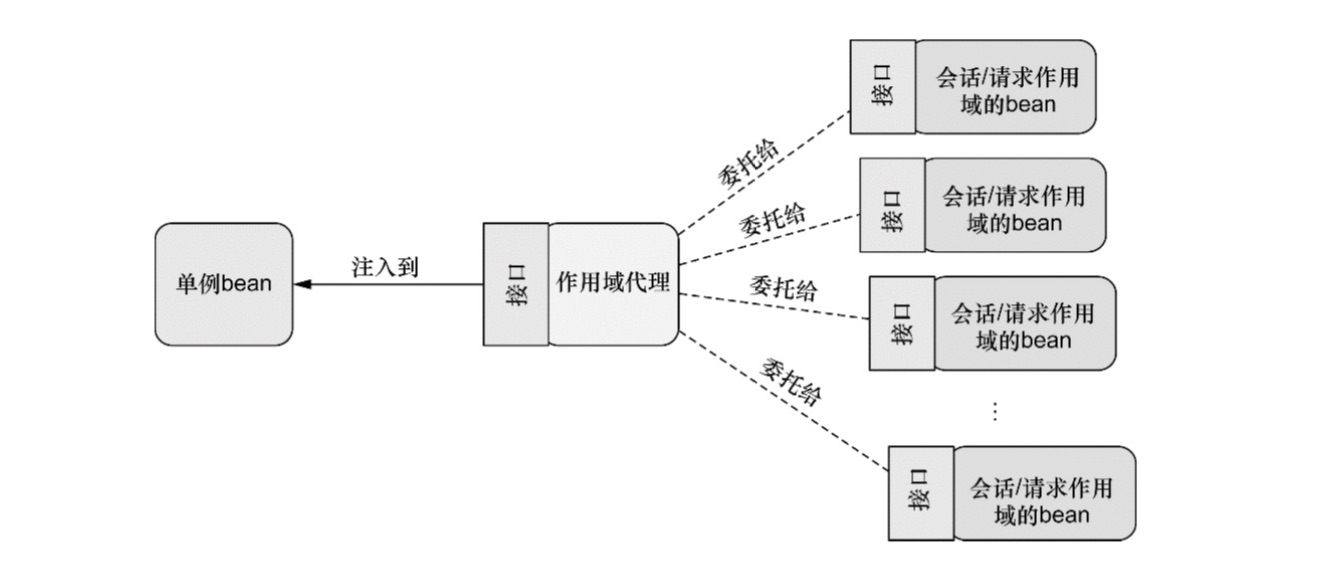 单例bean
注入到
接口
作用域代理
委托给
接口
会话/请求作用
域的bean
委托给
接口
会话/请求作用
域的bean
委托给
接口
会话/请求作用
域的bean
⋮
委托给
接口
会话/请求作用
域的bean